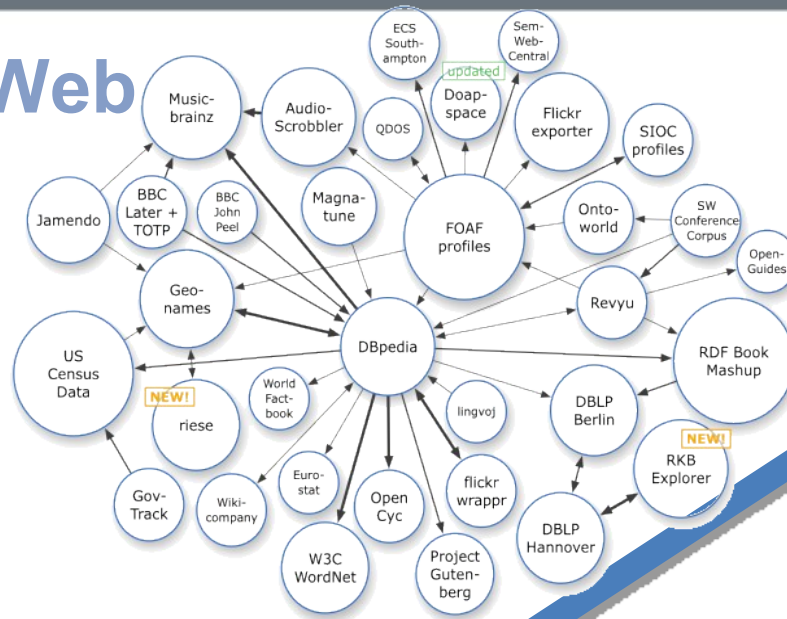 Web
ECS
South-
ampton
Sem-
Web-
Central
updated
Doap-
space
Music-
brainz
Audio-
Scrobbler
QDOS
Flickr
exporter
SIOC
profiles
Jamendo
BBC
Later +
TOTP
BBC
John
Peel
Magna-
tune
FOAF
profiles
Onto-
world
SW
Conference
Corpus
Open-
Guides
Geo-
names
Revyu
DBpedia
US
Census
Data
RDF Book
Mashup
NEW!
riese
World
Fact-
book
lingvoj
DBLP
Berlin
NEW!
RKB
Explorer
Gov-
Track
Wiki-
company
Euro-
stat
Open
Cyc
flickr
wrappr
DBLP
Hannover
W3C
WordNet
Project
Guten-
berg